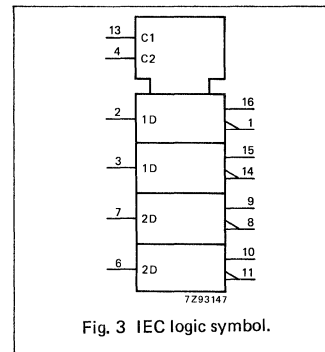 13 C1
4 C2
16
2 1D
1
15
3 1D
14
9
7 2D
8
10
6 2D
11
7Z93147
Fig. 3 IEC logic symbol.